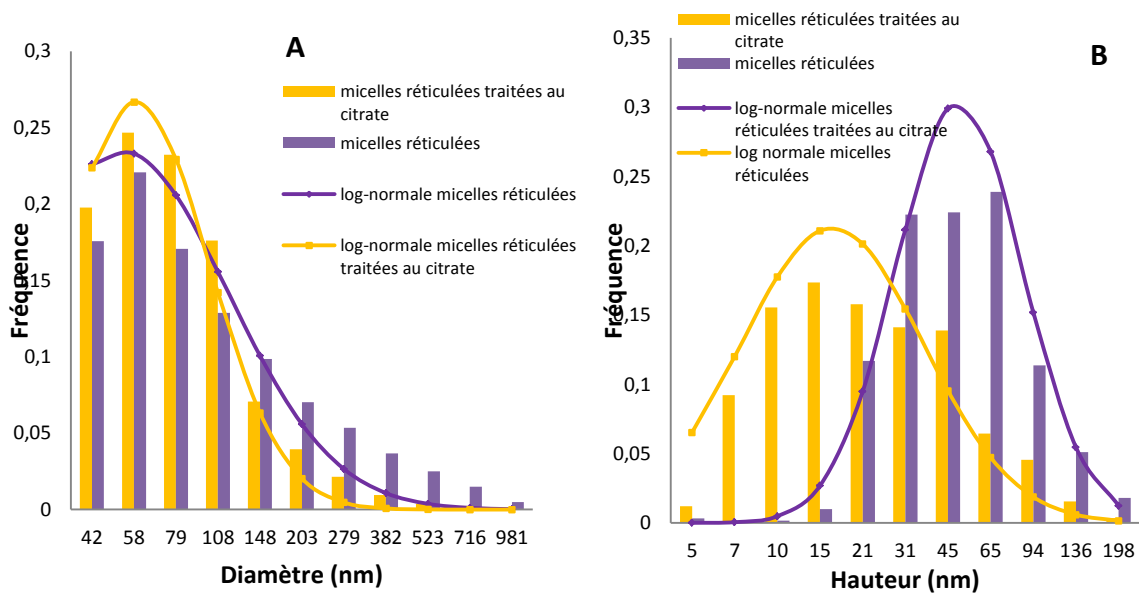 A
0,3
0,25
0,2
0,15
0,1
0,05
0
Fréquence
micelles réticulées traitées au
citrate
micelles réticulées
log-normale micelles réticulées
log-normale micelles réticulées
traitées au citrate
42 58 79 108 148 203 279 382 523 716 981
Diamètre (nm)
B
0,35
0,3
0,25
0,2
0,15
0,1
0,05
0
Fréquence
micelles réticulées traitées au
citrate
micelles réticulées
log-normale micelles
réticulées traitées au citrate
log normale micelles
réticulées
5 7 10 15 21 31 45 65 94 136 198
Hauteur (nm)